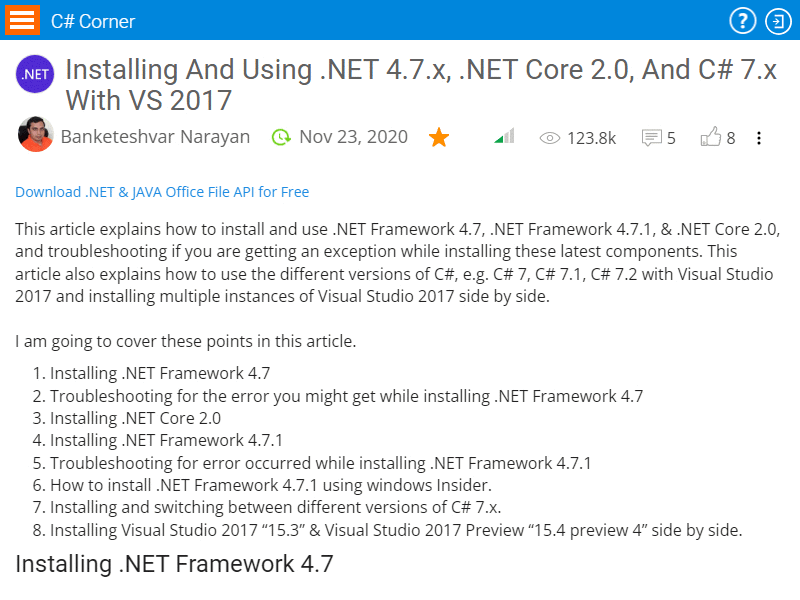 C# Corner
?
.NET
Installing And Using .NET 4.7.x, .NET Core 2.0, And C# 7.x
With VS 2017
Banketeshvar Narayan Nov 23, 2020 123.8k 5 8
Download .NET & JAVA Office File API for Free
This article explains how to install and use .NET Framework 4.7, .NET Framework 4.7.1, & .NET Core 2.0,
and troubleshooting if you are getting an exception while installing these latest components. This
article also explains how to use the different versions of C#, e.g. C# 7, C# 7.1, C# 7.2 with Visual Studio
2017 and installing multiple instances of Visual Studio 2017 side by side.
I am going to cover these points in this article.
1. Installing .NET Framework 4.7
2. Troubleshooting for the error you might get while installing .NET Framework 4.7
3. Installing .NET Core 2.0
4. Installing .NET Framework 4.7.1
5. Troubleshooting for error occurred while installing .NET Framework 4.7.1
6. How to install .NET Framework 4.7.1 using windows Insider.
7. Installing and switching between different versions of C# 7.x.
8. Installing Visual Studio 2017 “15.3” & Visual Studio 2017 Preview “15.4 preview 4” side by side.
Installing .NET Framework 4.7